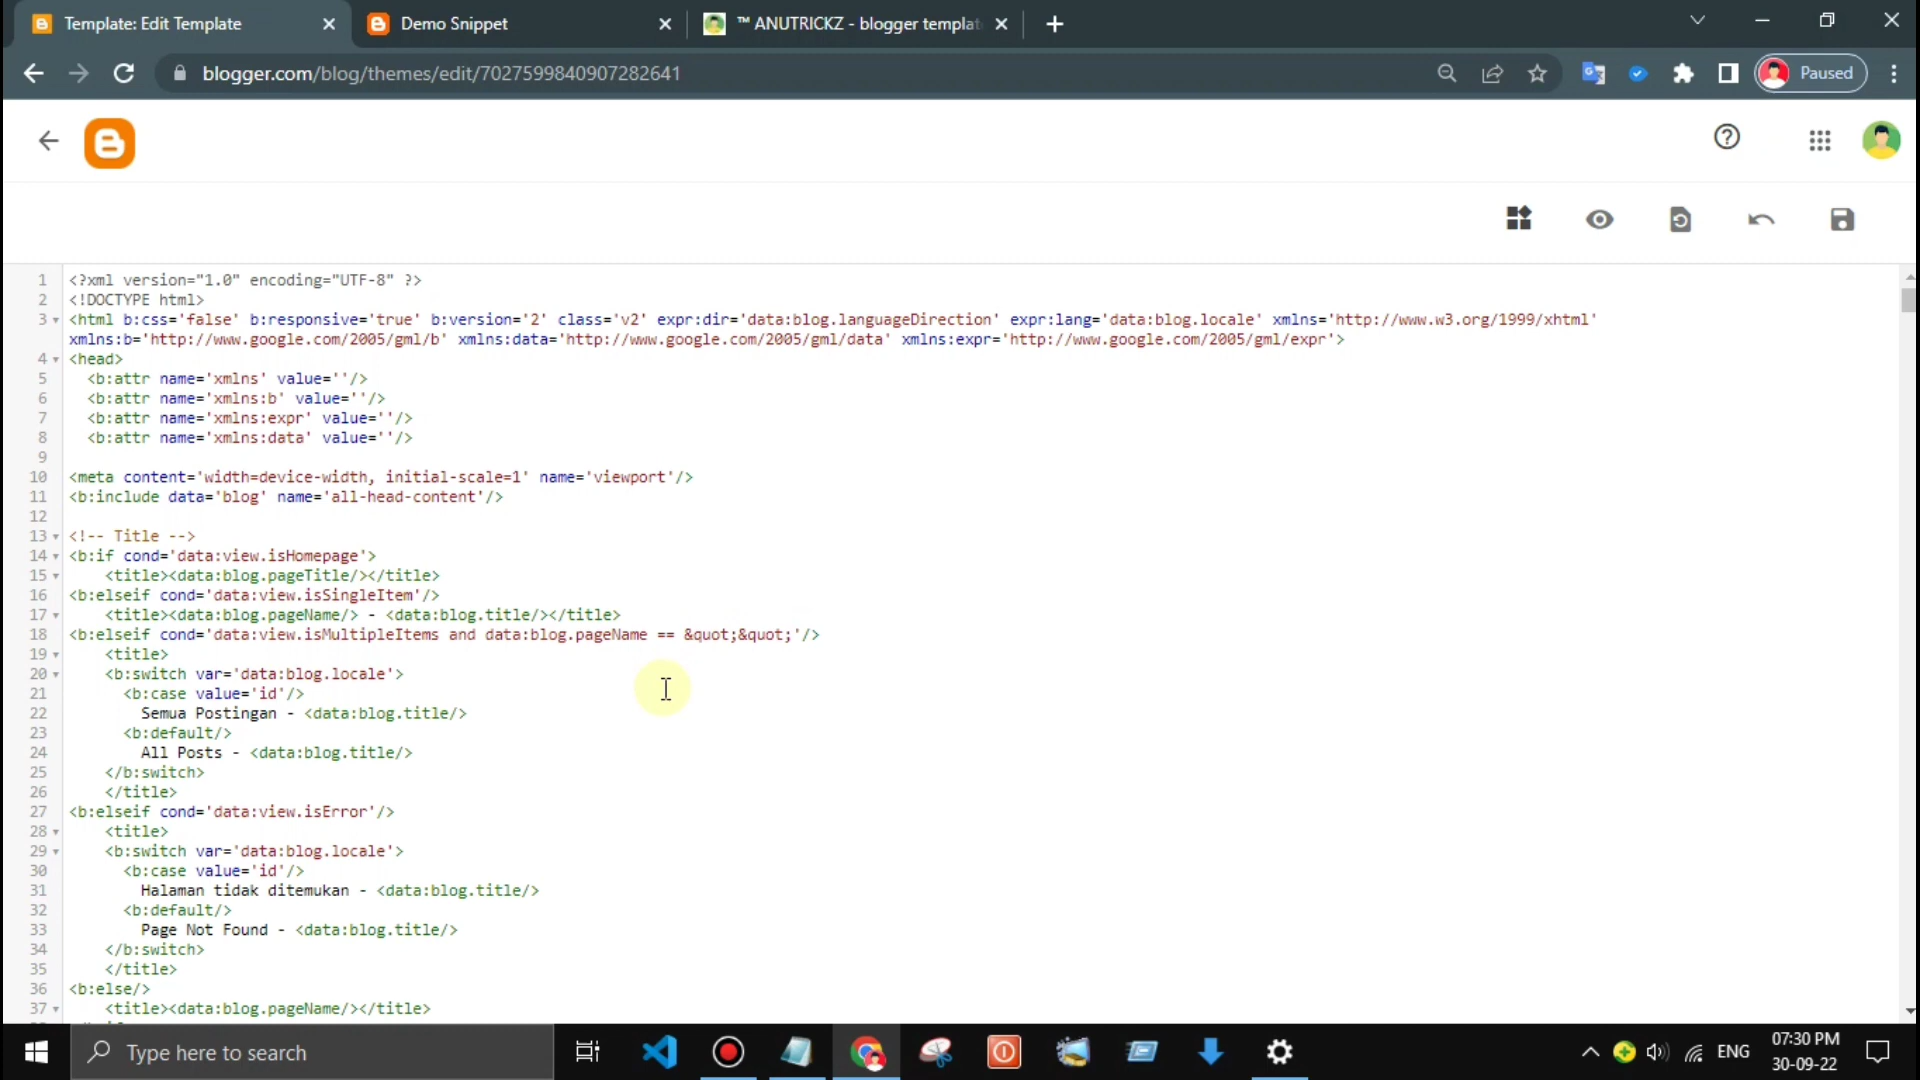 Template: Edit Template
Demo Snippet
™ ANUTRICKZ - blogger templat
blogger.com/blog/themes/edit/7027599840907282641
Paused
1 <?xml version="1.0" encoding="UTF-8" ?>
2 <!DOCTYPE html>
3 <html b:css='false' b:responsive='true' b:version='2' class='v2' expr:dir='data:blog.languageDirection' expr:lang='data:blog.locale' xmlns='http://www.w3.org/1999/xhtml'
xmlns:b='http://www.google.com/2005/gml/b' xmlns:data='http://www.google.com/2005/gml/data' xmlns:expr='http://www.google.com/2005/gml/expr'>
4 <head>
5 <b:attr name='xmlns' value=''/>
6 <b:attr name='xmlns:b' value=''/>
7 <b:attr name='xmlns:expr' value=''/>
8 <b:attr name='xmlns:data' value=''/>
9
10 <meta content='width=device-width, initial-scale=1' name='viewport'/>
11 <b:include data='blog' name='all-head-content'/>
12
13 <!-- Title -->
14 <b:if cond='data:view.isHomepage'>
15 <title><data:blog.pageTitle/></title>
16 <b:elseif cond='data:view.isSingleItem'/>
17 <title><data:blog.pageName/> - <data:blog.title/></title>
18 <b:elseif cond='data:view.isMultipleItems and data:blog.pageName == &quot;&quot;'/>
19 <title>
20 <b:switch var='data:blog.locale'>
21 <b:case value='id'/>
22 Semua Postingan - <data:blog.title/>
23 <b:default/>
24 All Posts - <data:blog.title/>
25 </b:switch>
26 </title>
27 <b:elseif cond='data:view.isError'/>
28 <title>
29 <b:switch var='data:blog.locale'>
30 <b:case value='id'/>
31 Halaman tidak ditemukan - <data:blog.title/>
32 <b:default/>
33 Page Not Found - <data:blog.title/>
34 </b:switch>
35 </title>
36 <b:else/>
37 <title><data:blog.pageName/></title>
Type here to search
ENG
07:30 PM
30-09-22